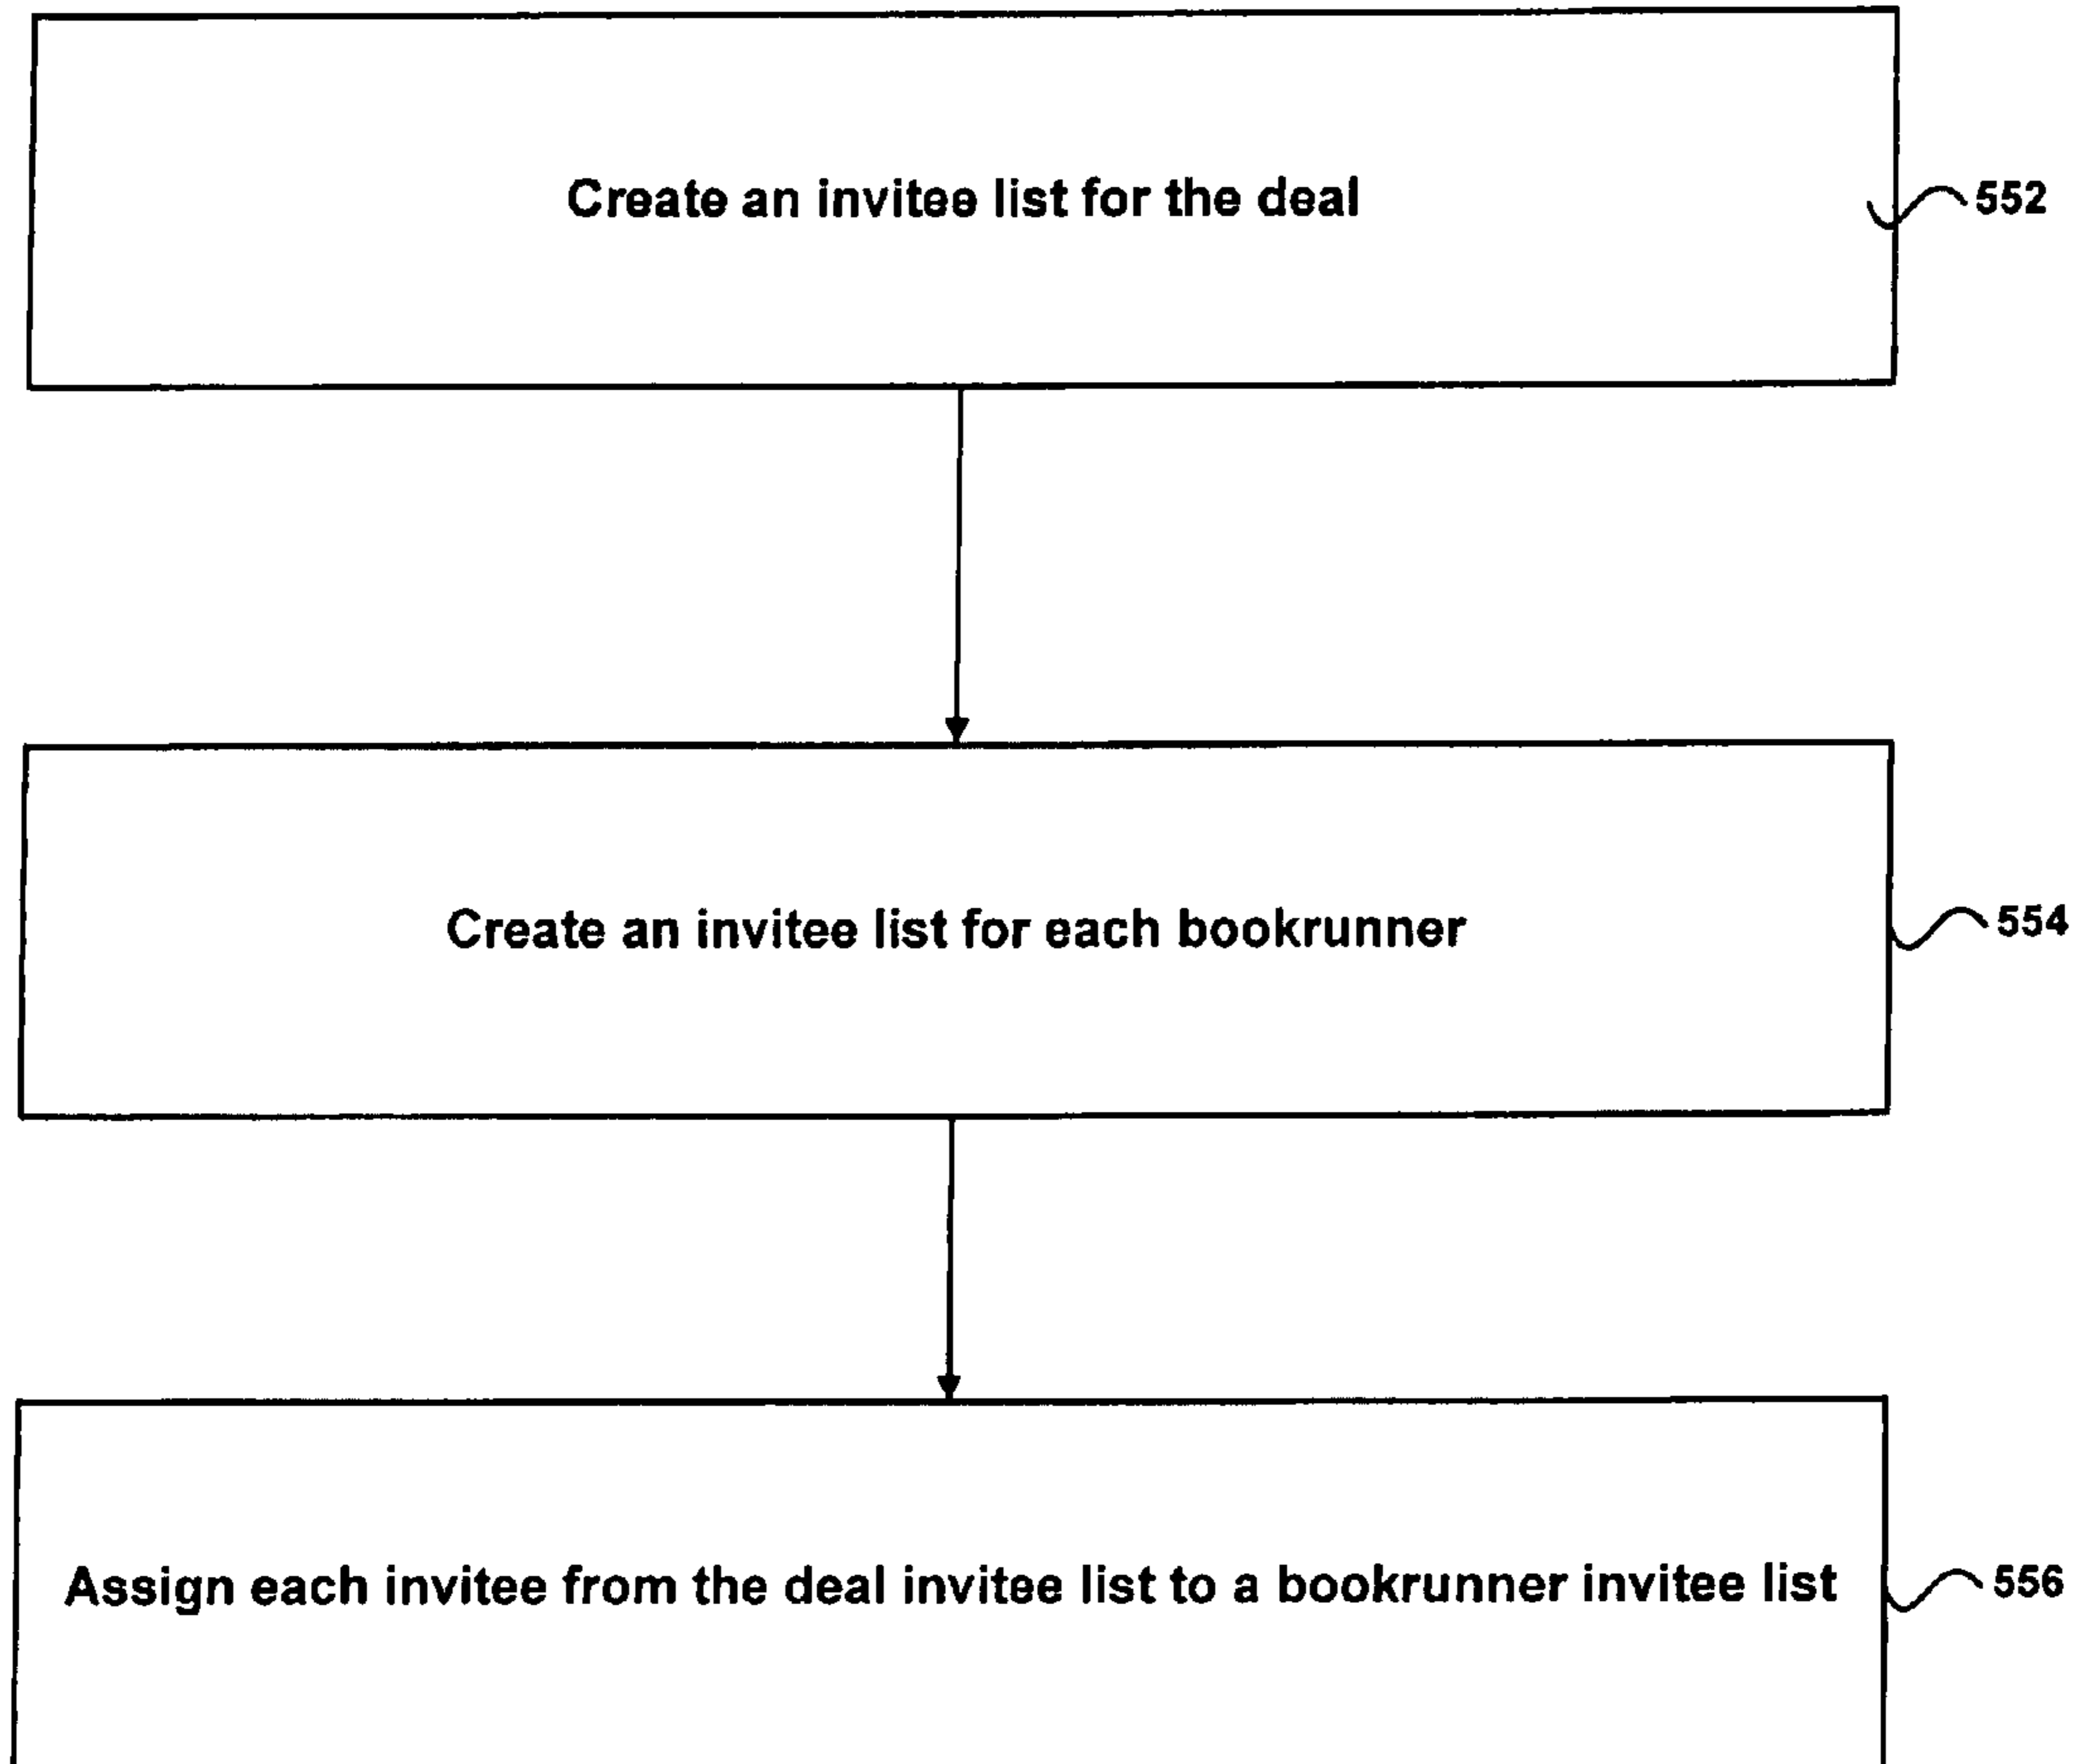 Create an invitee list for the deal
552
Create an invitee list for each bookrunner
554
Assign each invitee from the deal invitee list to a bookrunner invitee list
556